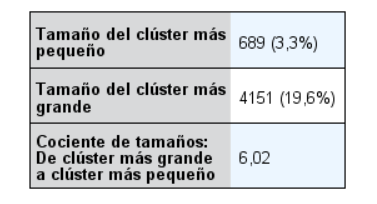 Tamaño del clúster más
pequeño
689 (3,3%)
Tamaño del clúster más
grande
4151 (19,6%)
Cociente de tamaños:
De clúster más grande
a clúster más pequeño
6,02